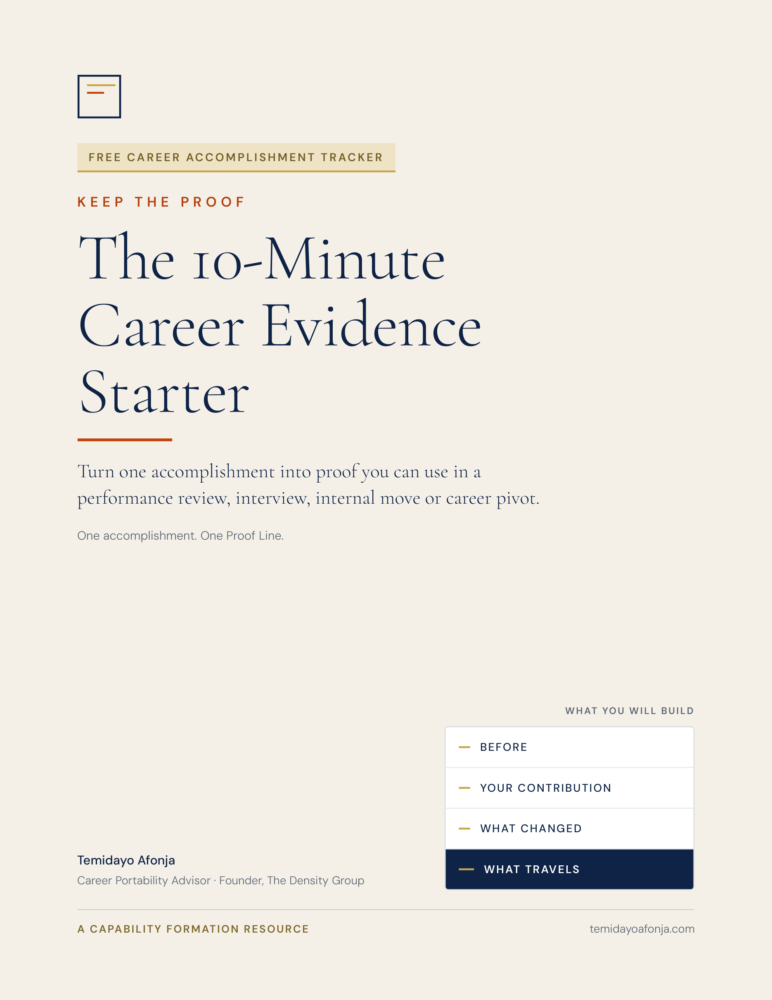 FREE CAREER ACCOMPLISHMENT TRACKER
KEEP THE PROOF
The 10-Minute
Career Evidence
Starter
Turn one accomplishment into proof you can use in a
performance review, interview, internal move or career pivot.
One accomplishment. One Proof Line.
WHAT YOU WILL BUILD
BEFORE
YOUR CONTRIBUTION
WHAT CHANGED
WHAT TRAVELS
Temidayo Afonja
Career Portability Advisor · Founder, The Density Group
A CAPABILITY FORMATION RESOURCE
temidayoafonja.com